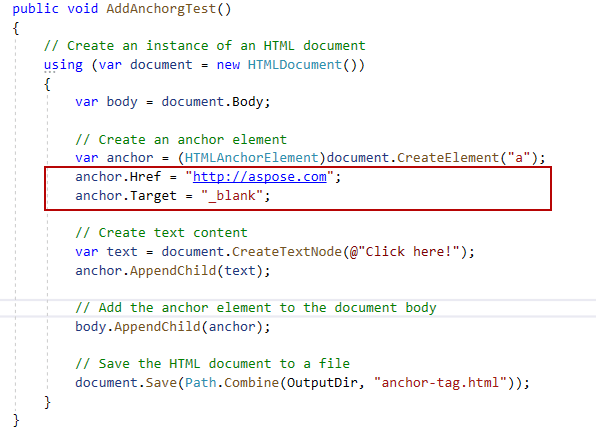 public void AddAnchorgTest()
{
    // Create an instance of an HTML document
    using (var document = new HTMLDocument())
    {
        var body = document.Body;

        // Create an anchor element
        var anchor = (HTMLAnchorElement)document.CreateElement("a");
        anchor.Href = "http://aspose.com";
        anchor.Target = "_blank";

        // Create text content
        var text = document.CreateTextNode(@"Click here!");
        anchor.AppendChild(text);

        // Add the anchor element to the document body
        body.AppendChild(anchor);

        // Save the HTML document to a file
        document.Save(Path.Combine(OutputDir, "anchor-tag.html"));
    }
}